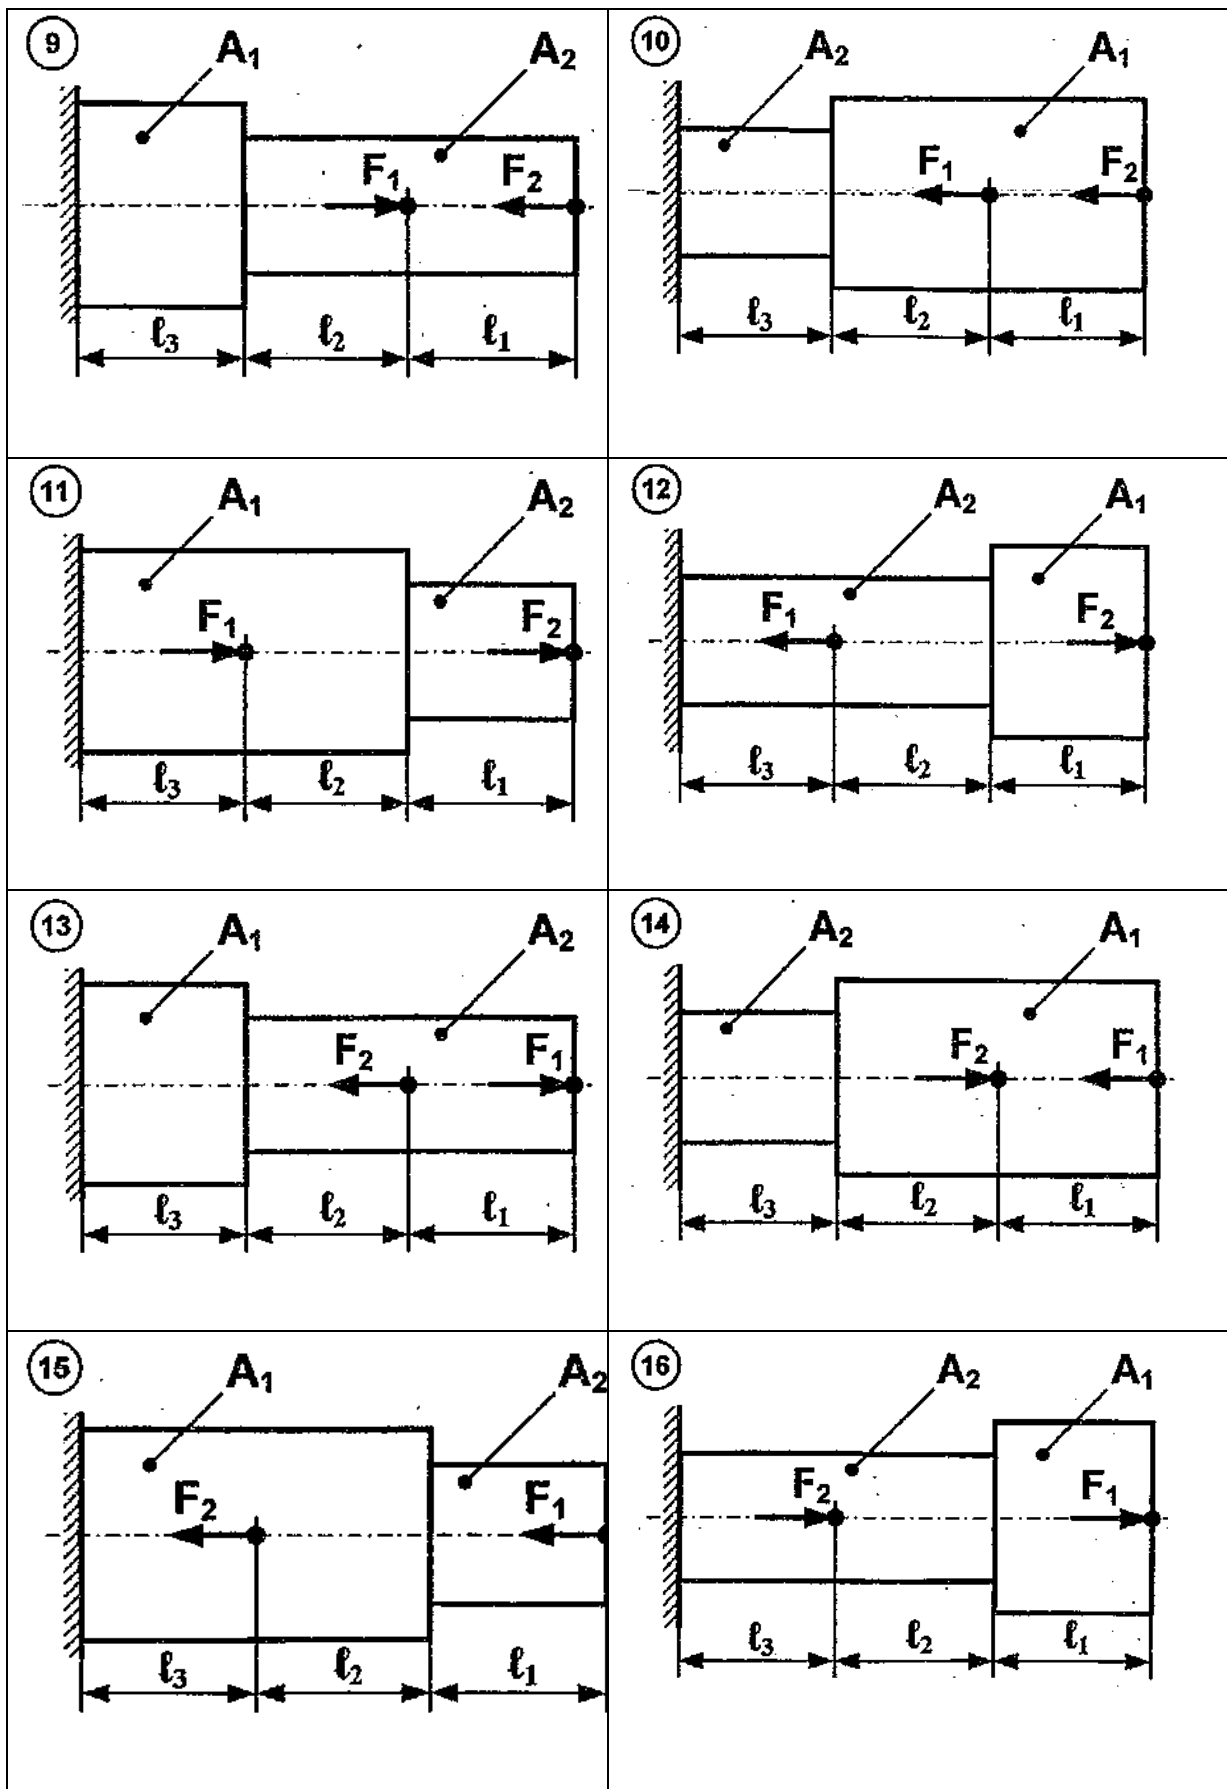 9
A₁
A₂
F₁
F₂
ℓ₃
ℓ₂
ℓ₁
10
A₂
A₁
F₁
F₂
ℓ₃
ℓ₂
ℓ₁
11
A₁
A₂
F₁
F₂
ℓ₃
ℓ₂
ℓ₁
12
A₂
A₁
F₁
F₂
ℓ₃
ℓ₂
ℓ₁
13
A₁
A₂
F₂
F₁
ℓ₃
ℓ₂
ℓ₁
14
A₂
A₁
F₂
F₁
ℓ₃
ℓ₂
ℓ₁
15
A₁
A₂
F₂
F₁
ℓ₃
ℓ₂
ℓ₁
16
A₂
A₁
F₂
F₁
ℓ₃
ℓ₂
ℓ₁